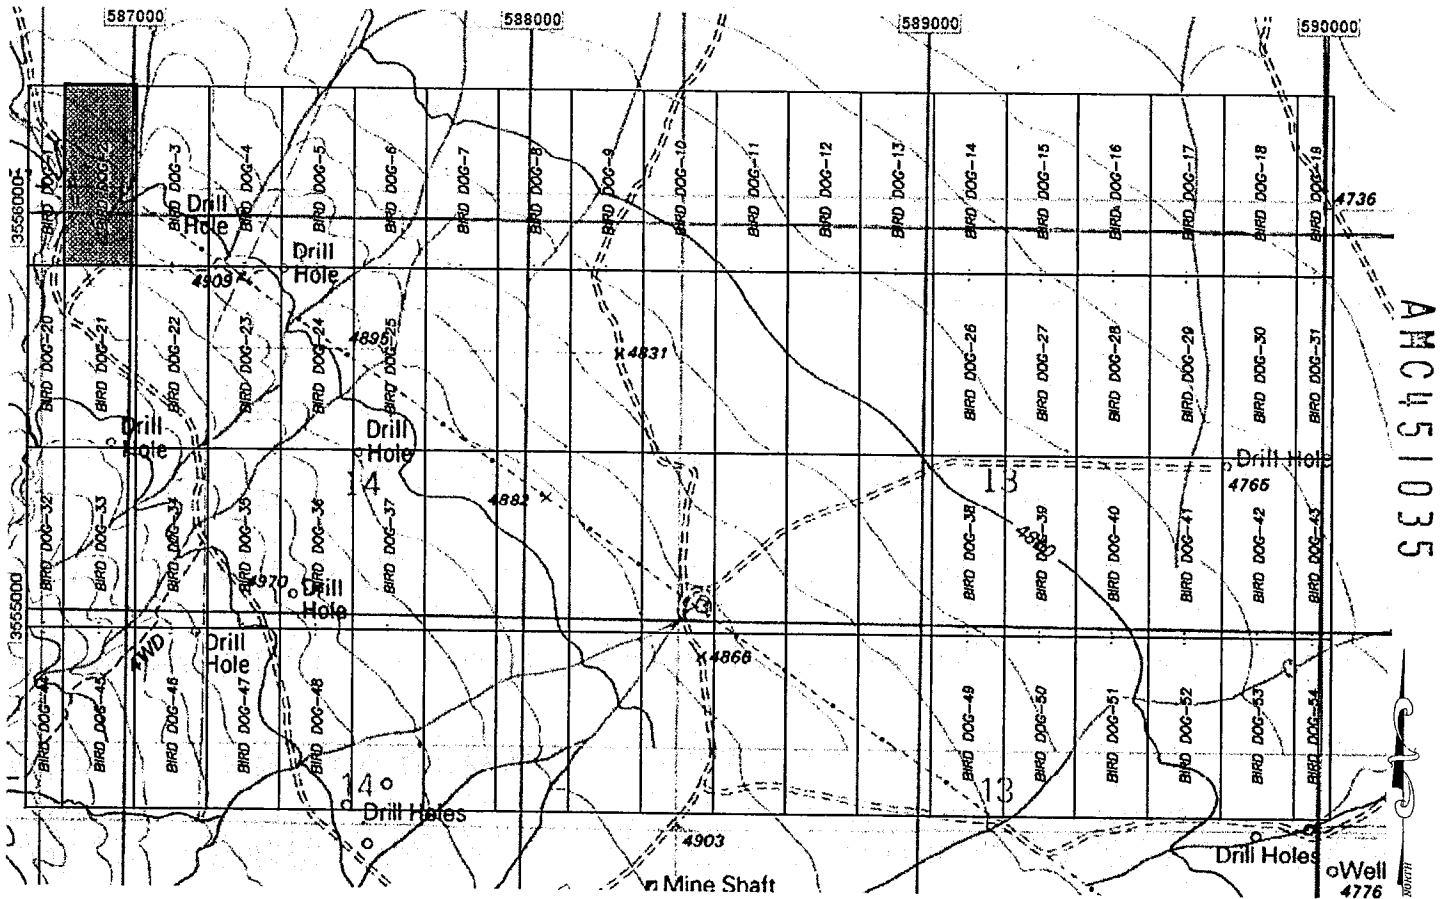 587000
588000
589000
590000
BIRD DOG-1
BIRD DOG-2
BIRD DOG-3
BIRD DOG-4
BIRD DOG-5
BIRD DOG-6
BIRD DOG-7
BIRD DOG-8
BIRD DOG-9
BIRD DOG-10
BIRD DOG-11
BIRD DOG-12
BIRD DOG-13
BIRD DOG-14
BIRD DOG-15
BIRD DOG-16
BIRD DOG-17
BIRD DOG-18
BIRD DOG-19
3556000
Drill
Hole
4736
Drill
Hole
4909
AMC451035
BIRD DOG-20
BIRD DOG-21
BIRD DOG-22
BIRD DOG-23
BIRD DOG-24
BIRD DOG-25
4895
4831
BIRD DOG-26
BIRD DOG-27
BIRD DOG-28
BIRD DOG-29
BIRD DOG-30
BIRD DOG-31
Drill
Hole
Drill
Hole
14
4882
13
Drill Hole
4765
BIRD DOG-32
BIRD DOG-33
BIRD DOG-34
BIRD DOG-35
BIRD DOG-36
BIRD DOG-37
BIRD DOG-38
BIRD DOG-39
BIRD DOG-40
BIRD DOG-41
BIRD DOG-42
BIRD DOG-43
4970
Drill
Hole
3555000
4WD
Drill
Hole
4866
BIRD DOG-44
BIRD DOG-45
BIRD DOG-46
BIRD DOG-47
BIRD DOG-48
BIRD DOG-49
BIRD DOG-50
BIRD DOG-51
BIRD DOG-52
BIRD DOG-53
BIRD DOG-54
14
13
Drill Holes
4903
Mine Shaft
Drill Holes
Well
4776
NORTH